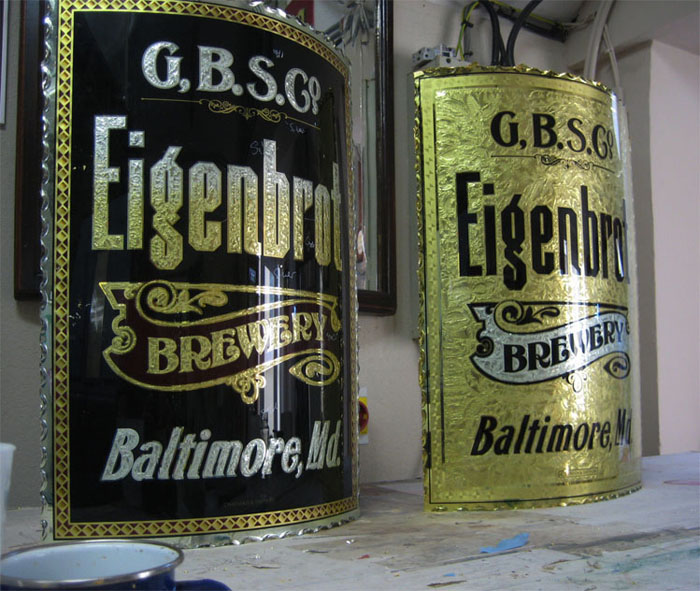 G.B.S.Co
Eigenbrot
BREWERY
Baltimore, Md.
G.B.S.Co
Eigenbrot
BREWERY
Baltimore, Md